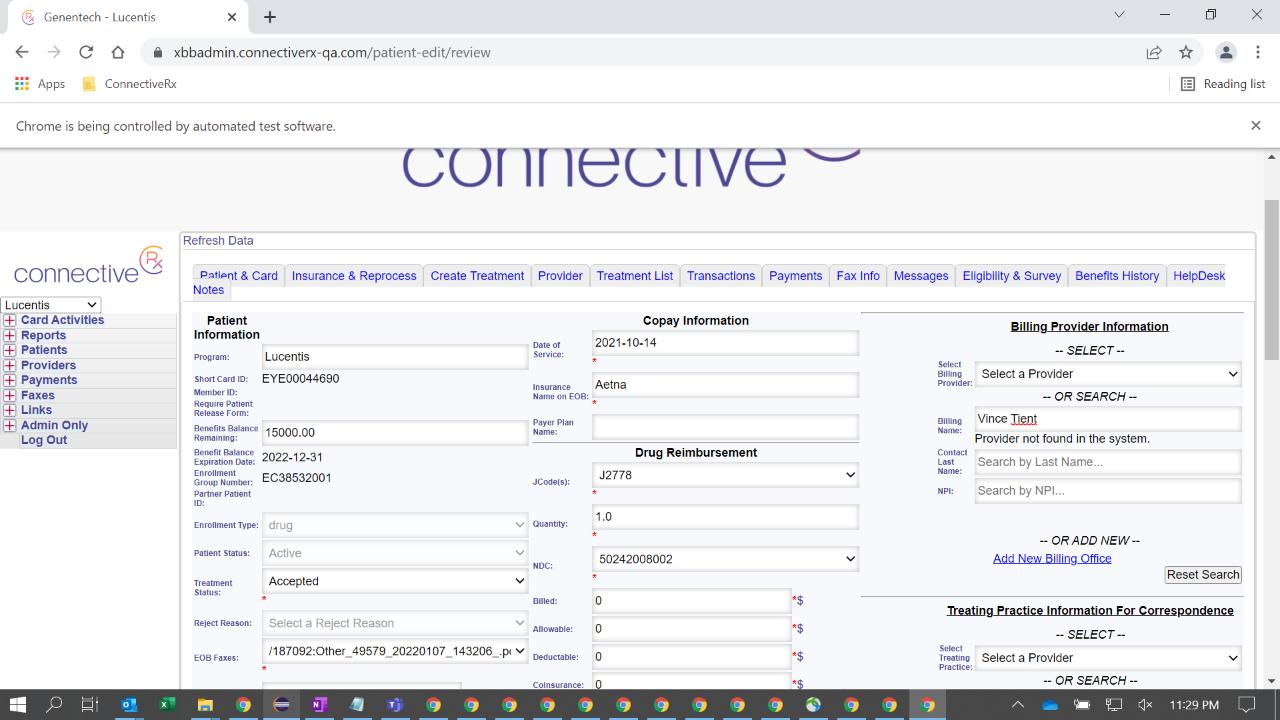 Genentech - Lucentis
xbbadmin.connectiverx-qa.com/patient-edit/review
Apps
ConnectiveRx
Reading list
Chrome is being controlled by automated test software.
connective
Refresh Data
connective Rx
Lucentis
Card Activities
Reports
Patients
Providers
Payments
Faxes
Links
Admin Only
Log Out
Patient & Card
Insurance & Reprocess
Create Treatment
Provider
Treatment List
Transactions
Payments
Fax Info
Messages
Eligibility & Survey
Benefits History
HelpDesk
Notes
Patient
Information
Program:
Lucentis
Short Card ID:
EYE00044690
Member ID:
Require Patient
Release Form:
Benefits Balance
Remaining:
15000.00
Benefit Balance
Expiration Date:
2022-12-31
Enrollment
Group Number:
EC38532001
Partner Patient
ID:
Enrollment Type:
drug
Patient Status:
Active
Treatment
Status:
Accepted
*
Reject Reason:
Select a Reject Reason
EOB Faxes:
/187092:Other_49579_20220107_143206_.p
*
Copay Information
Date of
Service:
2021-10-14
*
Insurance
Name on EOB:
Aetna
*
Payer Plan
Name:
Drug Reimbursement
JCode(s):
J2778
*
Quantity:
1.0
*
NDC:
50242008002
*
Billed:
0
*$
Allowable:
0
*$
Deductable:
0
*$
CoInsurance:
0
*$
Billing Provider Information
-- SELECT --
Select
Billing
Provider:
Select a Provider
-- OR SEARCH --
Billing
Name:
Vince Tient
Provider not found in the system.
Contact
Last
Name:
Search by Last Name...
NPI:
Search by NPI...
-- OR ADD NEW --
Add New Billing Office
Reset Search
Treating Practice Information For Correspondence
-- SELECT --
Select
Treating
Practice:
Select a Provider
-- OR SEARCH --
11:29 PM